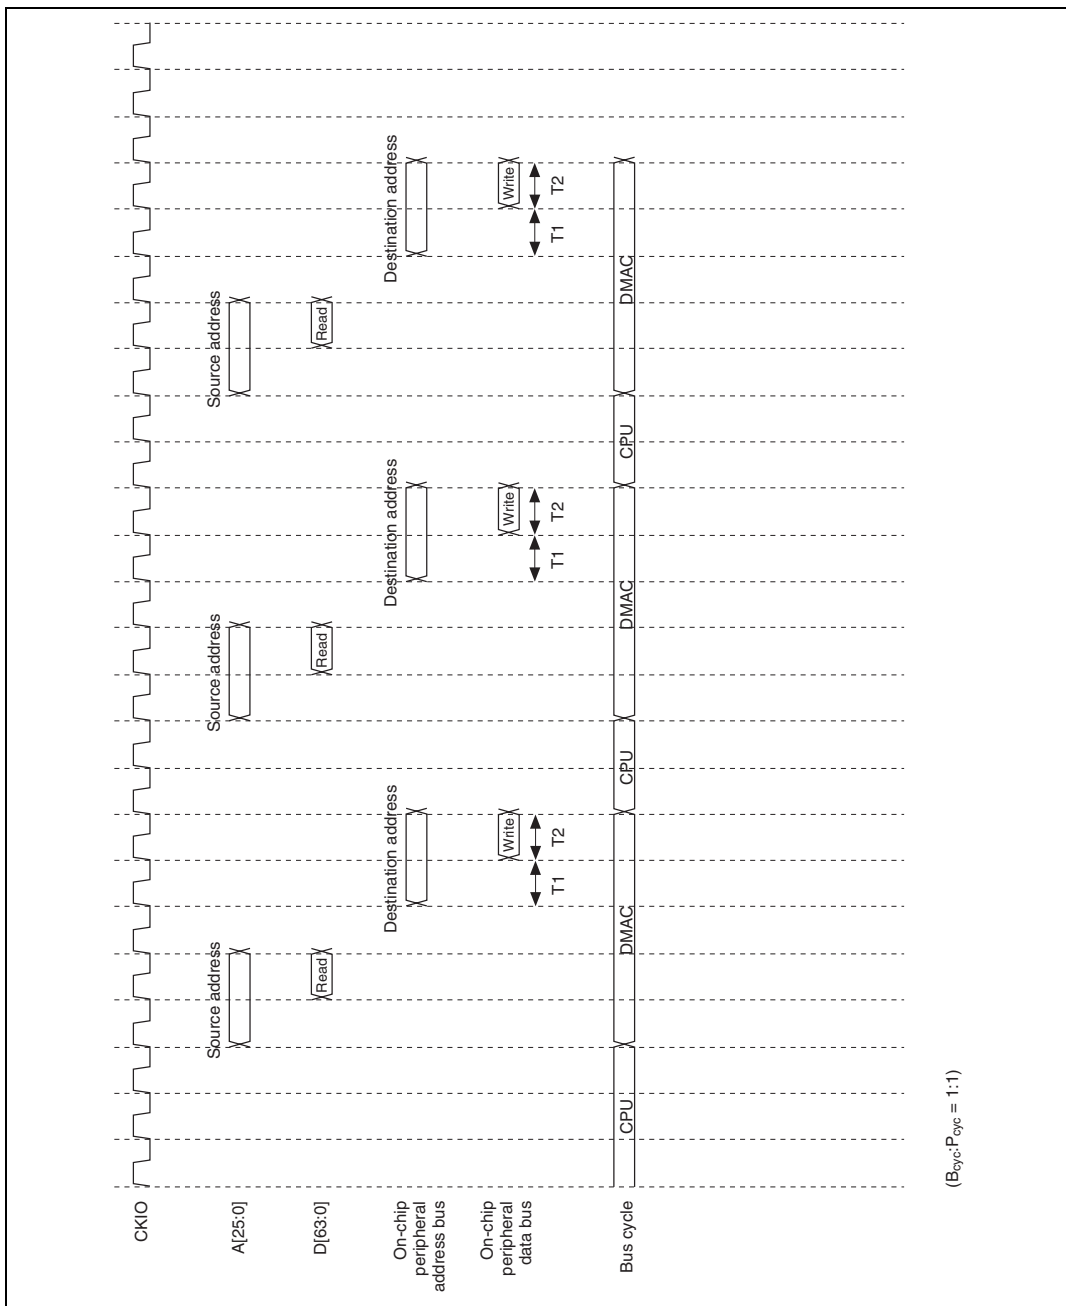 CKIO
A[25:0]
Source address
Source address
Source address
D[63:0]
Read
Read
Read
On-chip
peripheral
address bus
Destination address
Destination address
Destination address
On-chip
peripheral
data bus
Write
Write
Write
T1
T2
T1
T2
T1
T2
Bus cycle
CPU
DMAC
CPU
DMAC
CPU
DMAC
(Bcyc:Pcyc = 1:1)